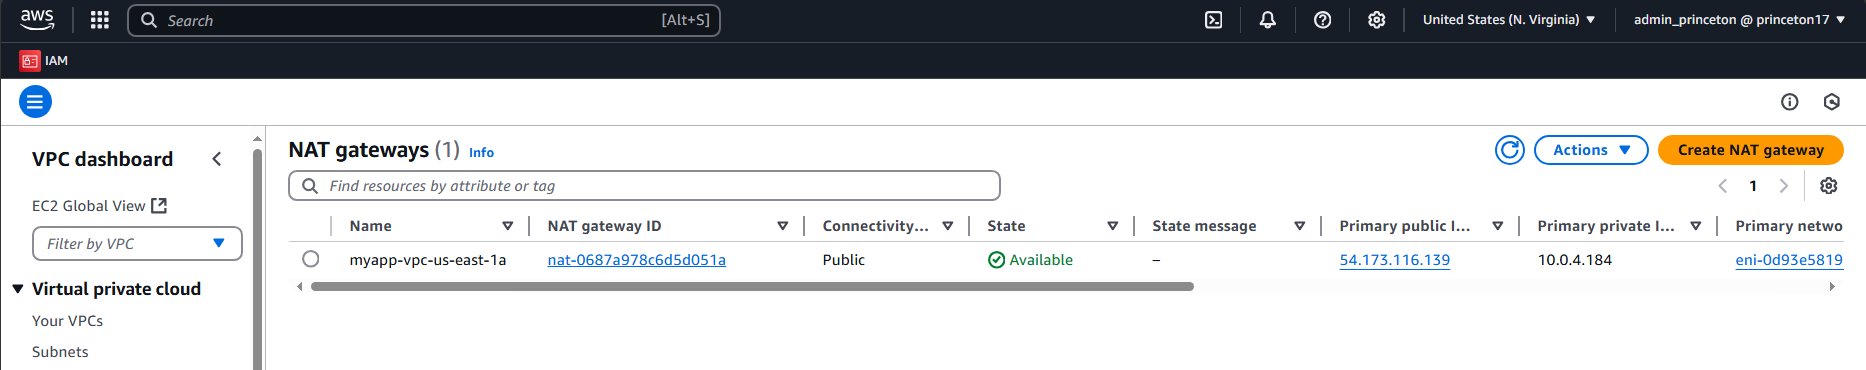 aws Search [Alt+S] United States (N. Virginia) admin_princeton @ princeton17
IAM
VPC dashboard
EC2 Global View
Filter by VPC
Virtual private cloud
Your VPCs
Subnets
NAT gateways (1) Info
Actions Create NAT gateway
Find resources by attribute or tag
1
Name NAT gateway ID Connectivity... State State message Primary public I... Primary private I... Primary netwo
myapp-vpc-us-east-1a nat-0687a978c6d5d051a Public Available – 54.173.116.139 10.0.4.184 eni-0d93e5819